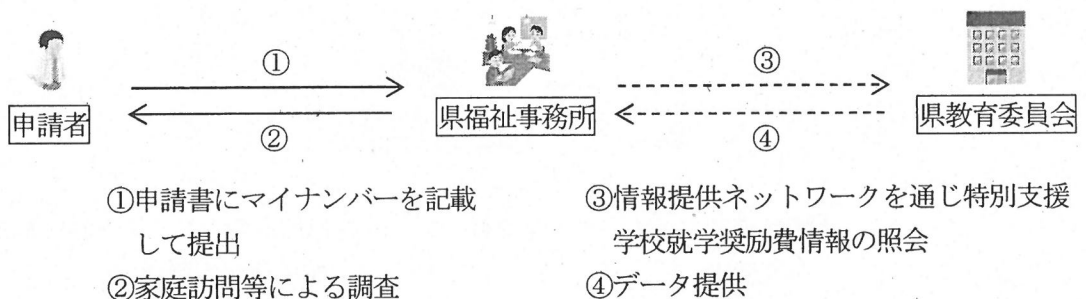 ①
③
申請者
県福祉事務所
県教育委員会
②
④
①申請書にマイナンバーを記載
して提出
②家庭訪問等による調査
③情報提供ネットワークを通じ特別支援
学校就学奨励費情報の照会
④データ提供